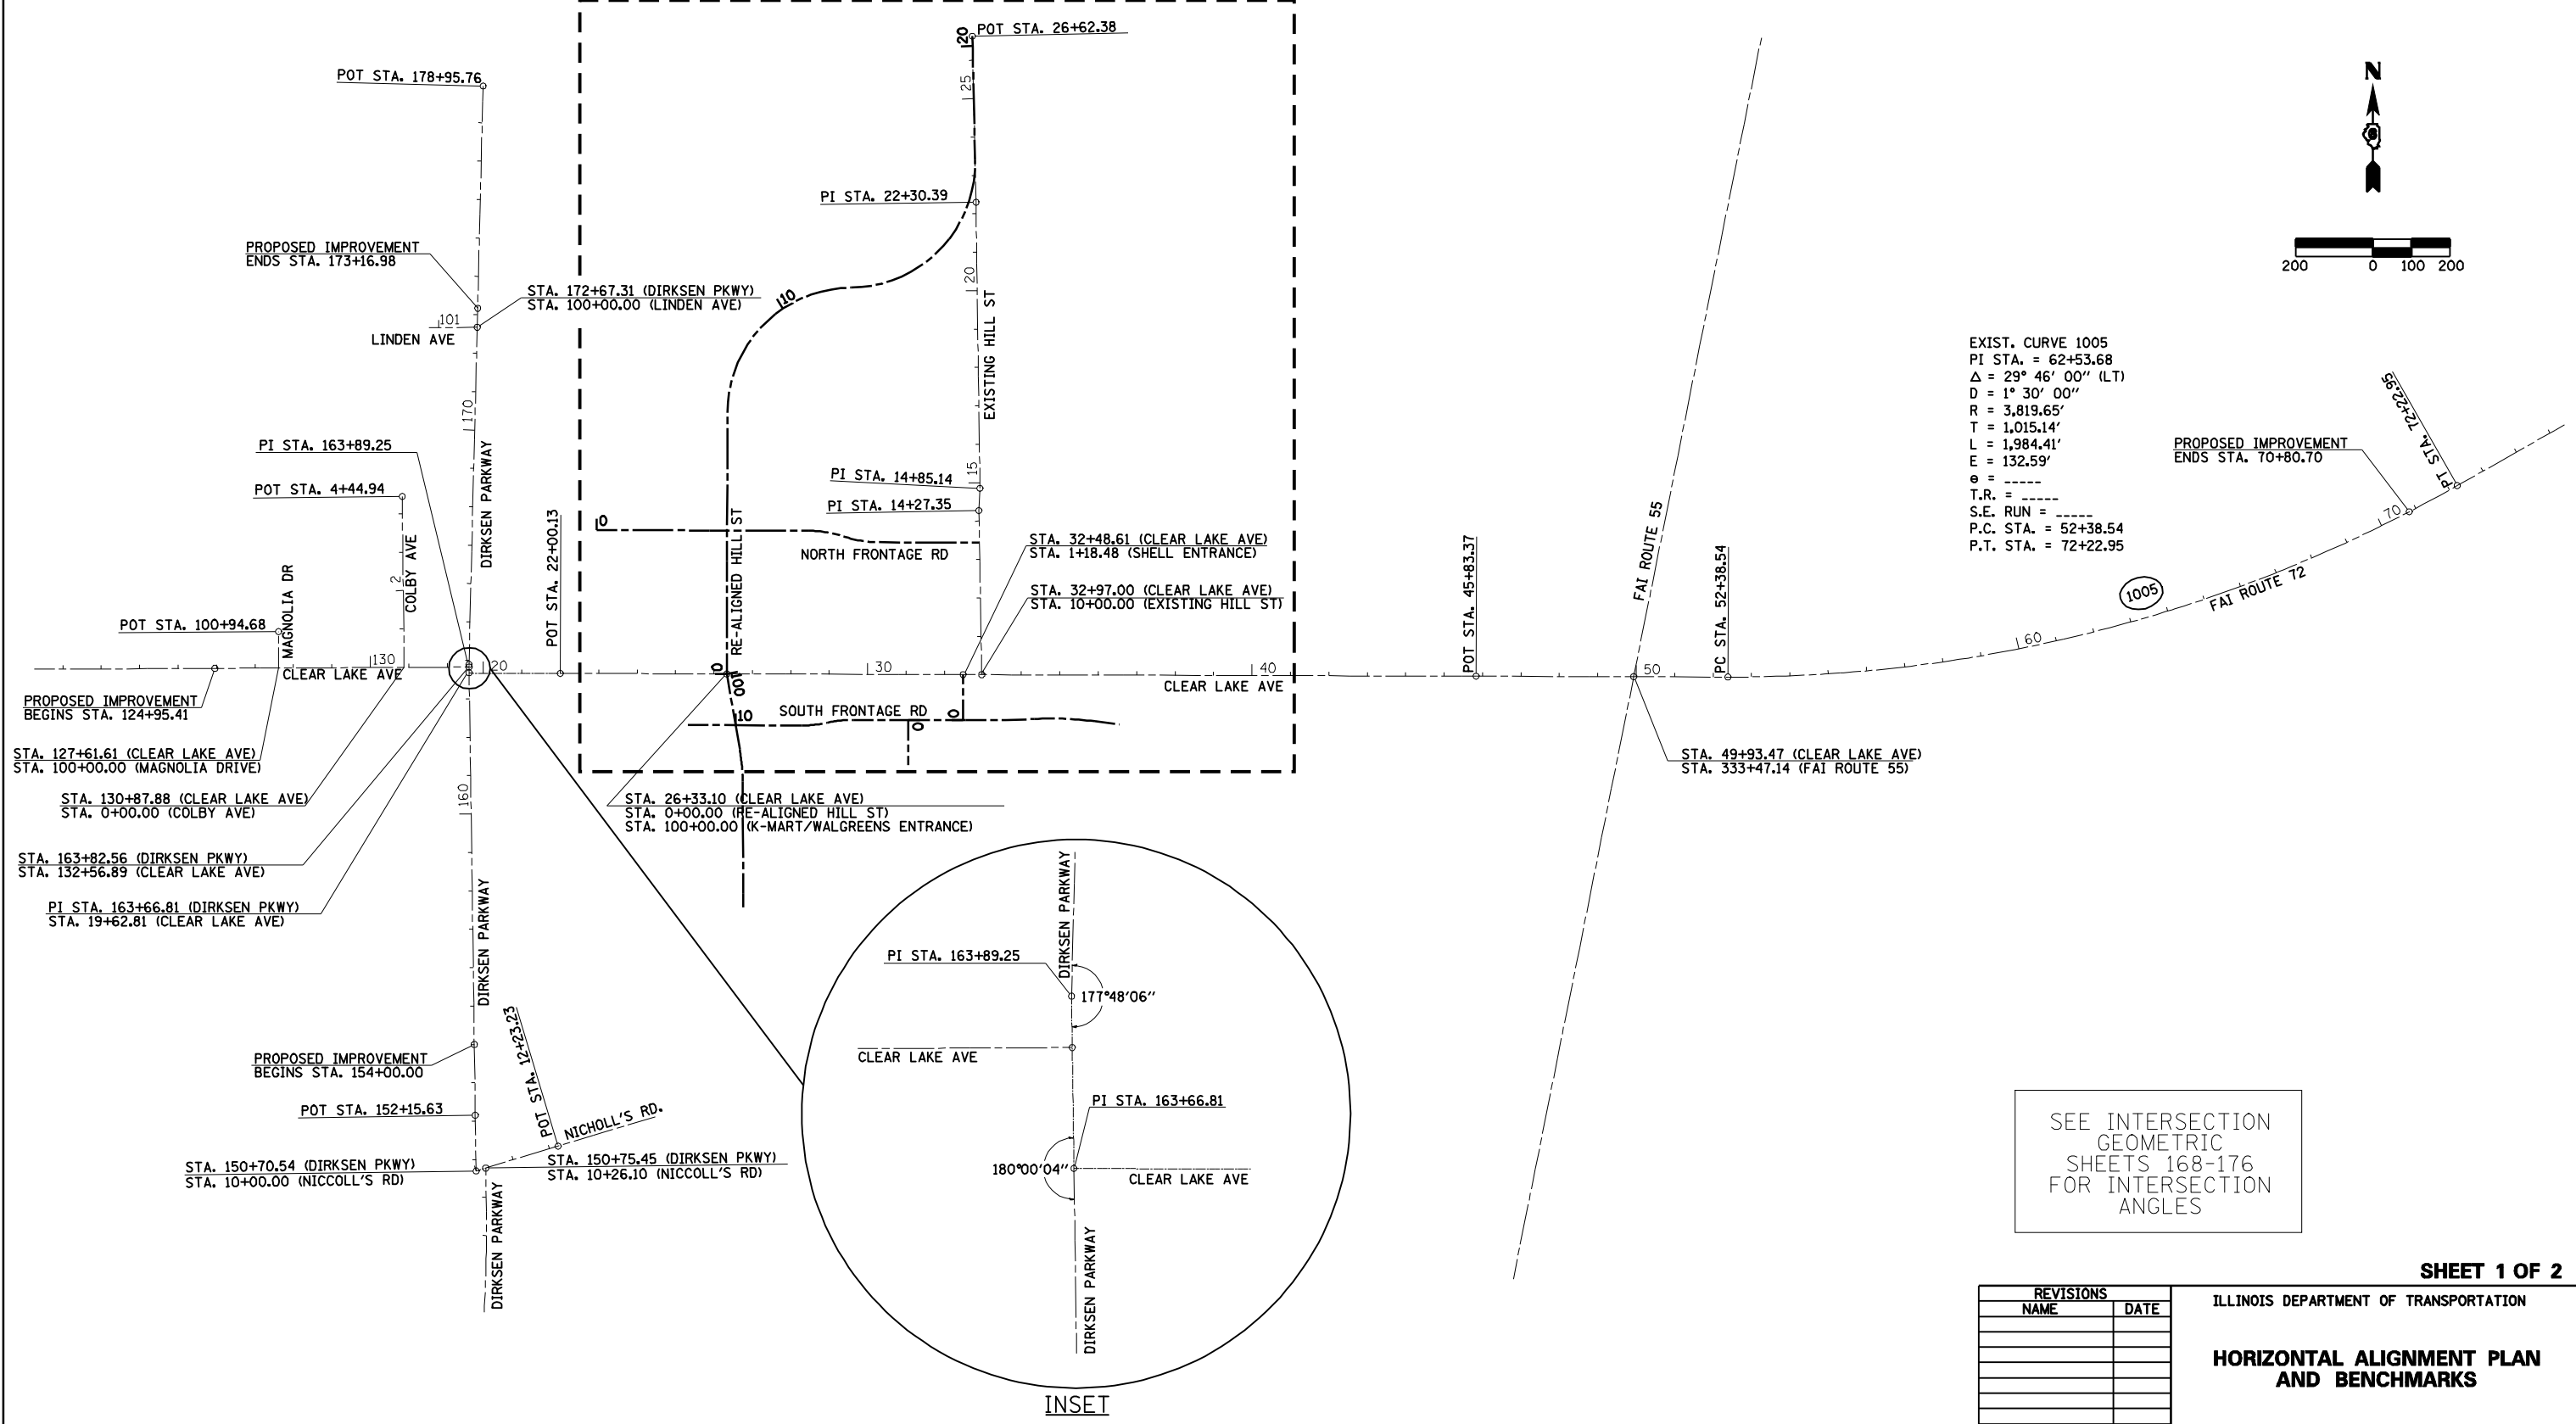 POT STA. 178+95.76
20
POT STA. 26+62.38
25
PI STA. 22+30.39
PROPOSED IMPROVEMENT
ENDS STA. 173+16.98
STA. 172+67.31 (DIRKSEN PKWY)
STA. 100+00.00 (LINDEN AVE)
101
LINDEN AVE
10
20
EXISTING HILL ST
170
DIRKSEN PARKWAY
PI STA. 163+89.25
POT STA. 4+44.94
2
COLBY AVE
MAGNOLIA DR
POT STA. 100+94.68
130
CLEAR LAKE AVE
20
POT STA. 22+00.13
0
RE-ALIGNED HILL ST
NORTH FRONTAGE RD
15
PI STA. 14+85.14
PI STA. 14+27.35
STA. 32+48.61 (CLEAR LAKE AVE)
STA. 1+18.48 (SHELL ENTRANCE)
STA. 32+97.00 (CLEAR LAKE AVE)
STA. 10+00.00 (EXISTING HILL ST)
0
100
30
40
CLEAR LAKE AVE
10
SOUTH FRONTAGE RD
0
0
POT STA. 45+83.37
FAI ROUTE 55
50
PC STA. 52+38.54
60
1005
FAI ROUTE 72
70
PT STA. 72+22.95
PROPOSED IMPROVEMENT
ENDS STA. 70+80.70
N
6
200 0 100 200
EXIST. CURVE 1005
PI STA. = 62+53.68
Δ = 29° 46' 00" (LT)
D = 1° 30' 00"
R = 3,819.65'
T = 1,015.14'
L = 1,984.41'
E = 132.59'
e = _____
T.R. = _____
S.E. RUN = _____
P.C. STA. = 52+38.54
P.T. STA. = 72+22.95
PROPOSED IMPROVEMENT
BEGINS STA. 124+95.41
STA. 127+61.61 (CLEAR LAKE AVE)
STA. 100+00.00 (MAGNOLIA DRIVE)
STA. 130+87.88 (CLEAR LAKE AVE)
STA. 0+00.00 (COLBY AVE)
STA. 163+82.56 (DIRKSEN PKWY)
STA. 132+56.89 (CLEAR LAKE AVE)
PI STA. 163+66.81 (DIRKSEN PKWY)
STA. 19+62.81 (CLEAR LAKE AVE)
160
DIRKSEN PARKWAY
STA. 26+33.10 (CLEAR LAKE AVE)
STA. 0+00.00 (RE-ALIGNED HILL ST)
STA. 100+00.00 (K-MART/WALGREENS ENTRANCE)
STA. 49+93.47 (CLEAR LAKE AVE)
STA. 333+47.14 (FAI ROUTE 55)
PROPOSED IMPROVEMENT
BEGINS STA. 154+00.00
POT STA. 152+15.63
POT STA. 12+23.23
NICHOLL'S RD.
STA. 150+70.54 (DIRKSEN PKWY)
STA. 10+00.00 (NICCOLL'S RD)
STA. 150+75.45 (DIRKSEN PKWY)
STA. 10+26.10 (NICCOLL'S RD)
DIRKSEN PARKWAY
DIRKSEN PARKWAY
PI STA. 163+89.25
177°48'06"
CLEAR LAKE AVE
PI STA. 163+66.81
180°00'04"
CLEAR LAKE AVE
DIRKSEN PARKWAY
INSET
SEE INTERSECTION
GEOMETRIC
SHEETS 168-176
FOR INTERSECTION
ANGLES
SHEET 1 OF 2
REVISIONS
NAME DATE
ILLINOIS DEPARTMENT OF TRANSPORTATION
HORIZONTAL ALIGNMENT PLAN
AND BENCHMARKS